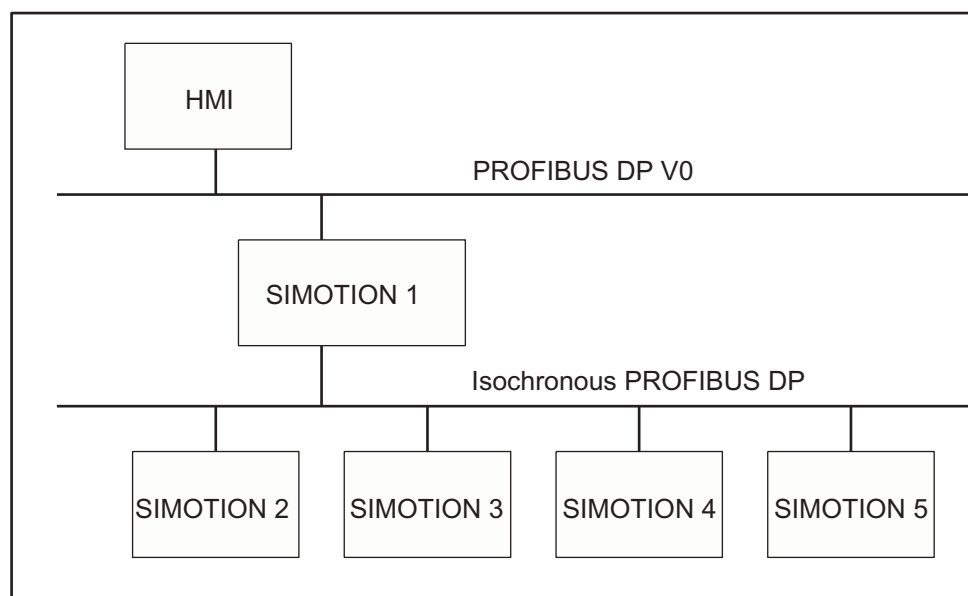 HMI
PROFIBUS DP V0
SIMOTION 1
Isochronous PROFIBUS DP
SIMOTION 2
SIMOTION 3
SIMOTION 4
SIMOTION 5